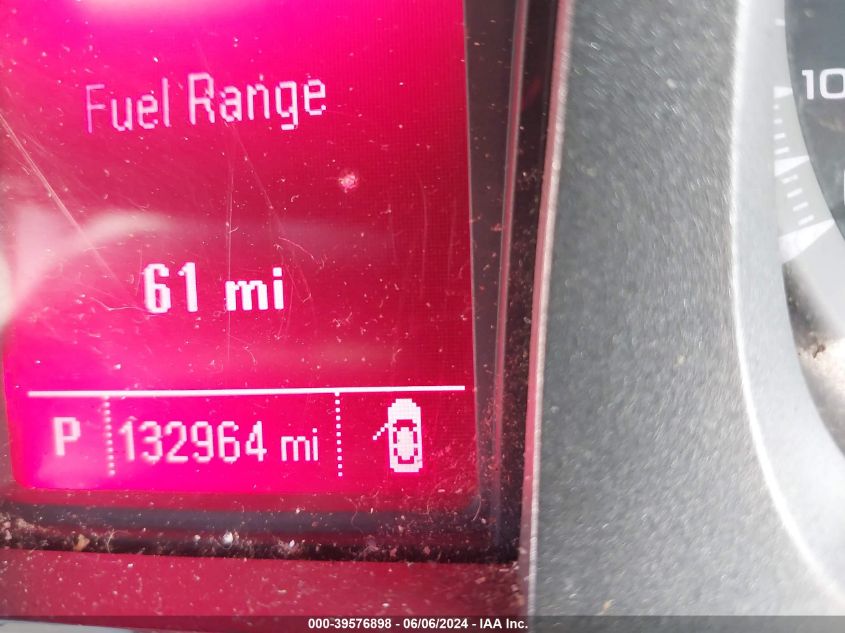 Fuel Range
10
61 mi
P 132964 mi
000-39576898 - 06/06/2024 - IAA Inc.